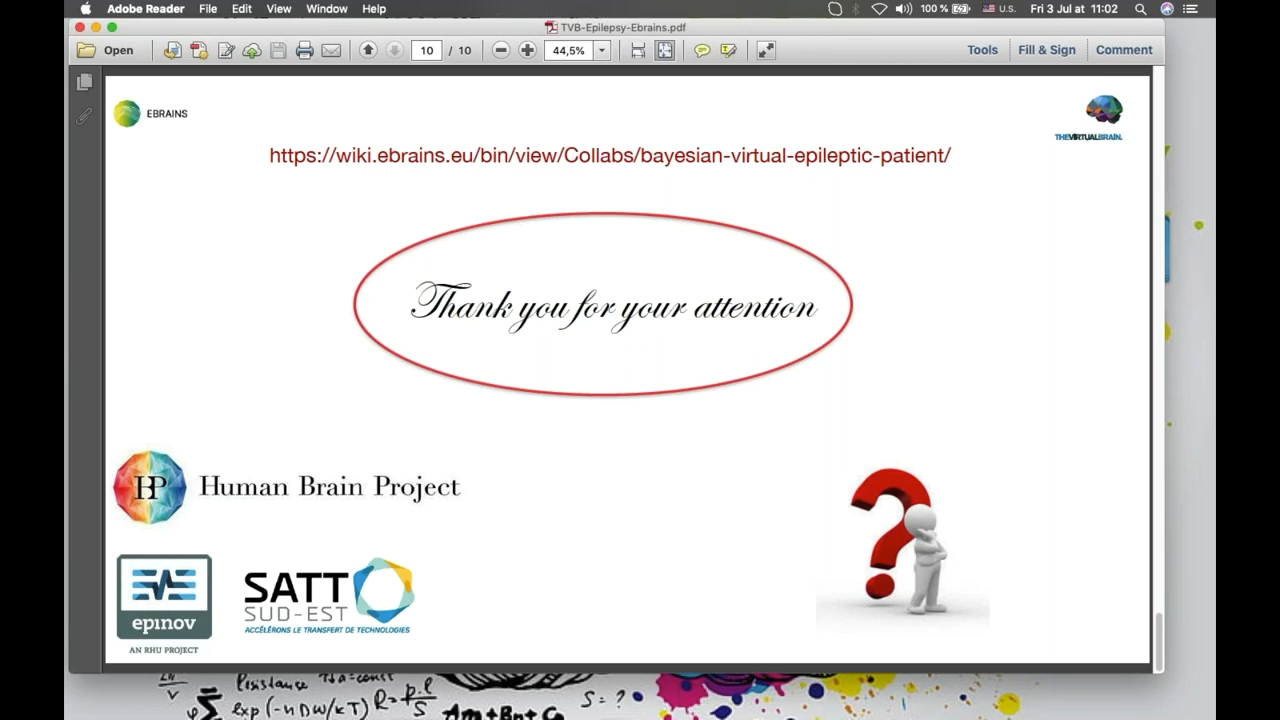 Adobe Reader File Edit View Window Help 100 % U.S. Fri 3 Jul at 11:02
TVB-Epilepsy-Ebrains.pdf
Open 10 / 10 44,5% Tools Fill & Sign Comment
EBRAINS
THEVIRTUALBRAIN.
https://wiki.ebrains.eu/bin/view/Collabs/bayesian-virtual-epileptic-patient/
Thank you for your attention
HP Human Brain Project
SATT
SUD-EST
ACCÉLÉRONS LE TRANSFERT DE TECHNOLOGIES
epinov
AN RHU PROJECT
S = ?